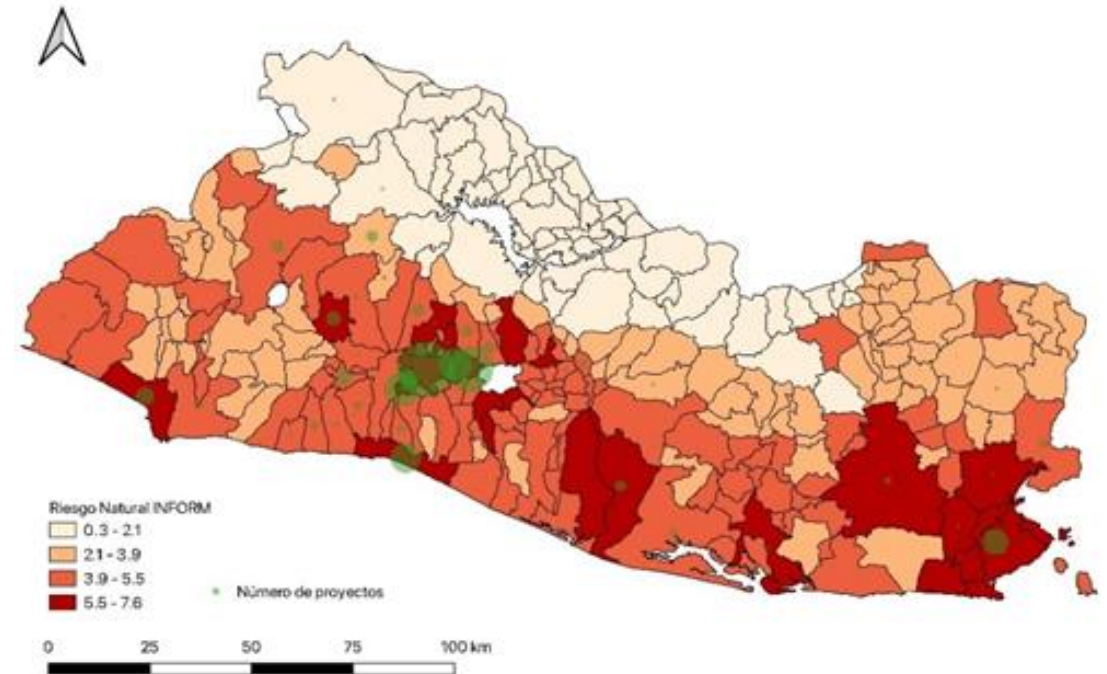 Riesgo Natural INFORM
0.3 - 2.1
2.1 - 3.9
3.9 - 5.5
5.5 - 7.6
Número de proyectos
0 25 50 75 100 km